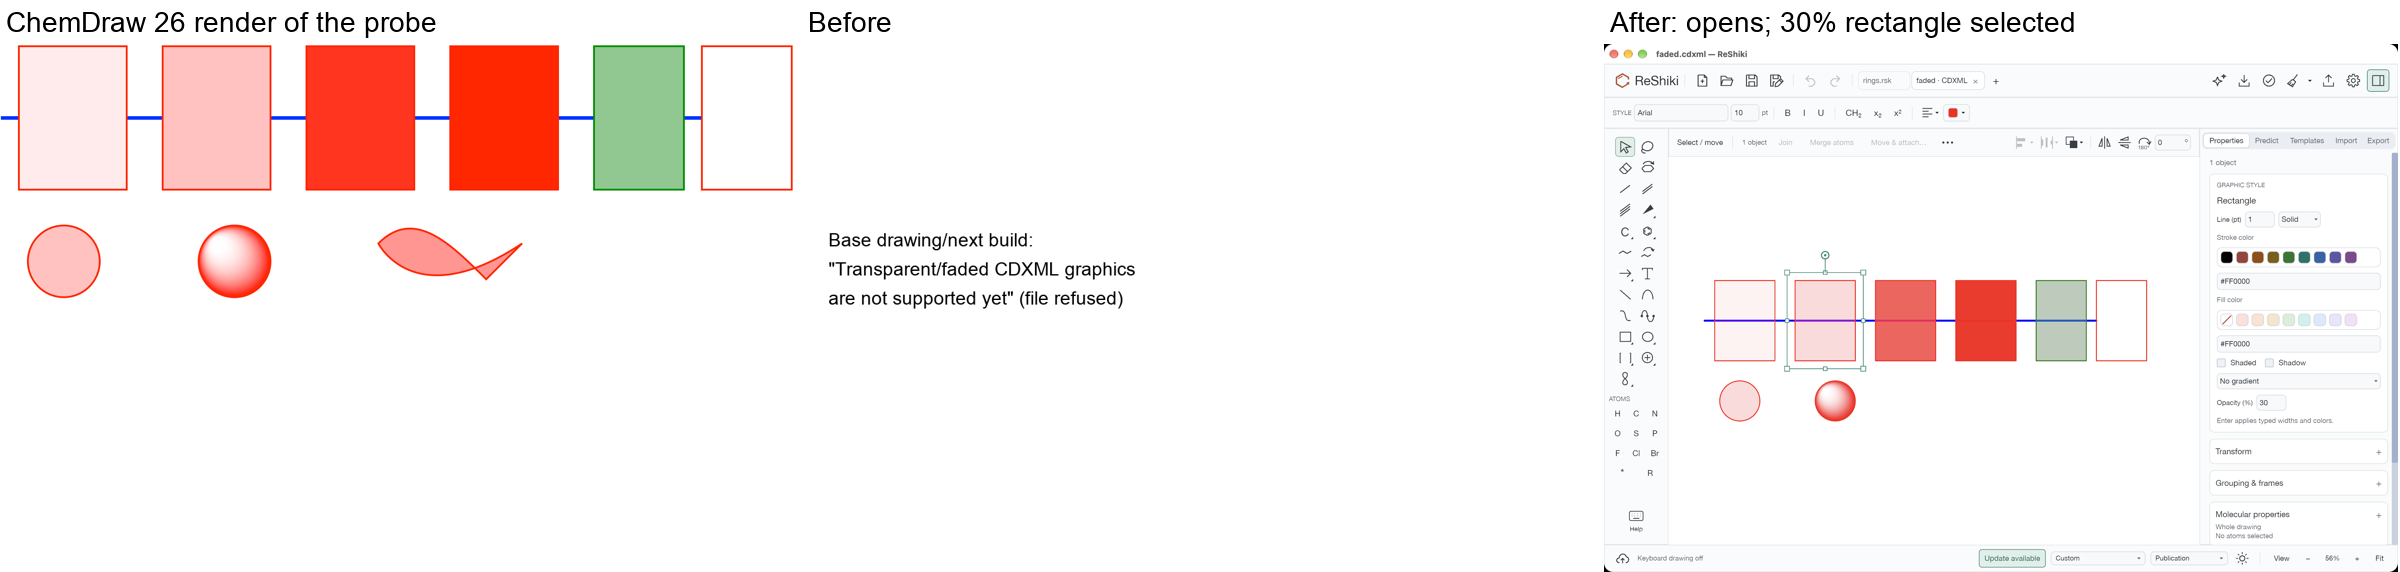 ChemDraw 26 render of the probe
Before
Base drawing/next build:
"Transparent/faded CDXML graphics
are not supported yet" (file refused)
After: opens; 30% rectangle selected
faded.cdxml — ReShiki
ReShiki
rings.rsk
faded · CDXML
STYLE Arial 10 pt B I U CH₂ x₂ x²
Select / move 1 object Join Merge atoms Move & attach... 180° 0 °
Properties Predict Templates Import Export
1 object
GRAPHIC STYLE
Rectangle
Line (pt) 1 Solid
Stroke color
#FF0000
Fill color
#FF0000
Shaded Shadow
No gradient
Opacity (%) 30
Enter applies typed widths and colors.
Transform +
Grouping & frames +
Molecular properties +
Whole drawing
No atoms selected
C
T
ATOMS
H C N
O S P
F Cl Br
* R
Help
Keyboard drawing off
Update available
Custom
Publication
View − 56% + Fit